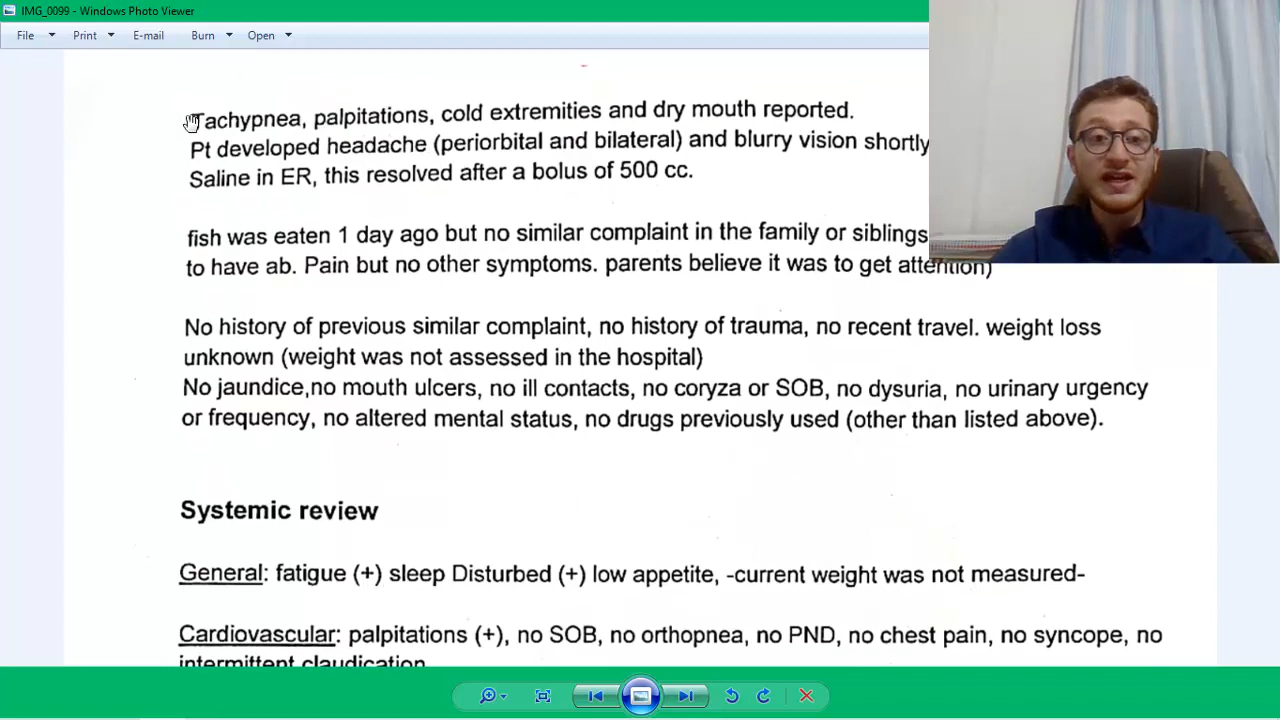 IMG_0099 - Windows Photo Viewer
File Print E-mail Burn Open
Tachypnea, palpitations, cold extremities and dry mouth reported.
Pt developed headache (periorbital and bilateral) and blurry vision shortly
Saline in ER, this resolved after a bolus of 500 cc.
fish was eaten 1 day ago but no similar complaint in the family or siblings
to have ab. Pain but no other symptoms. parents believe it was to get attention)
No history of previous similar complaint, no history of trauma, no recent travel. weight loss
unknown (weight was not assessed in the hospital)
No jaundice,no mouth ulcers, no ill contacts, no coryza or SOB, no dysuria, no urinary urgency
or frequency, no altered mental status, no drugs previously used (other than listed above).
Systemic review
General: fatigue (+) sleep Disturbed (+) low appetite, -current weight was not measured-
Cardiovascular: palpitations (+), no SOB, no orthopnea, no PND, no chest pain, no syncope, no
intermittent claudication